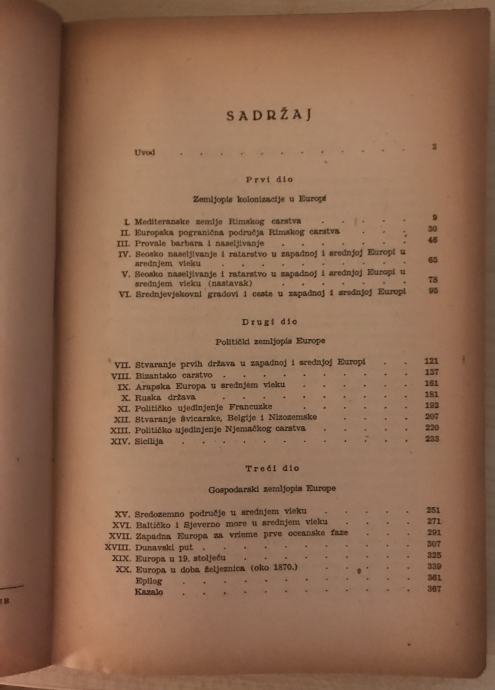 SADRŽAJ
Uvod . . . . . . . . . . . 3
Prvi dio
Zemljopis kolonizacije u Europi
I. Mediteranske zemlje Rimskog carstva . . . . 9
II. Europska pogranična područja Rimskog carstva . . . 30
III. Provale barbara i naseljivanje . . . . . . 46
IV. Seosko naseljivanje i ratarstvo u zapadnoj i srednjoj Europi u
srednjem vieku . . . . . . . . 65
V. Seosko naseljivanje i ratarstvo u zapadnoj i srednjoj Europi u
srednjem vieku (nastavak) . . . . . . 78
VI. Srednjevjekovni gradovi i ceste u zapadnoj i srednjoj Europi 95
Drugi dio
Politički zemljopis Europe
VII. Stvaranje prvih država u zapadnoj i srednjoj Europi . . 121
VIII. Bizantsko carstvo . . . . . . . . 137
IX. Arapska Europa u srednjem vieku . . . . . 161
X. Ruska država . . . . . . . . 181
XI. Političko ujedinjenje Francuzke . . . . . 193
XII. Stvaranje Švicarske, Belgije i Nizozemske . . . . 207
XIII. Političko ujedinjenje Njemačkog carstva . . . . 220
XIV. Sicilija . . . . . . . . . 233
Treći dio
Gospodarski zemljopis Europe
XV. Sredozemno područje u srednjem vieku . . . . 251
XVI. Baltičko i Sjeverno more u srednjem vieku . . . 271
XVII. Zapadna Europa za vrieme prve oceanske faze . . . 291
XVIII. Dunavski put . . . . . . . . 307
XIX. Europa u 19. stoljeću . . . . . . . 325
XX. Europa u doba željeznica (oko 1870.) . . . . 339
Epilog . . . . . . . . . 361
Kazalo . . . . . . . . . 367